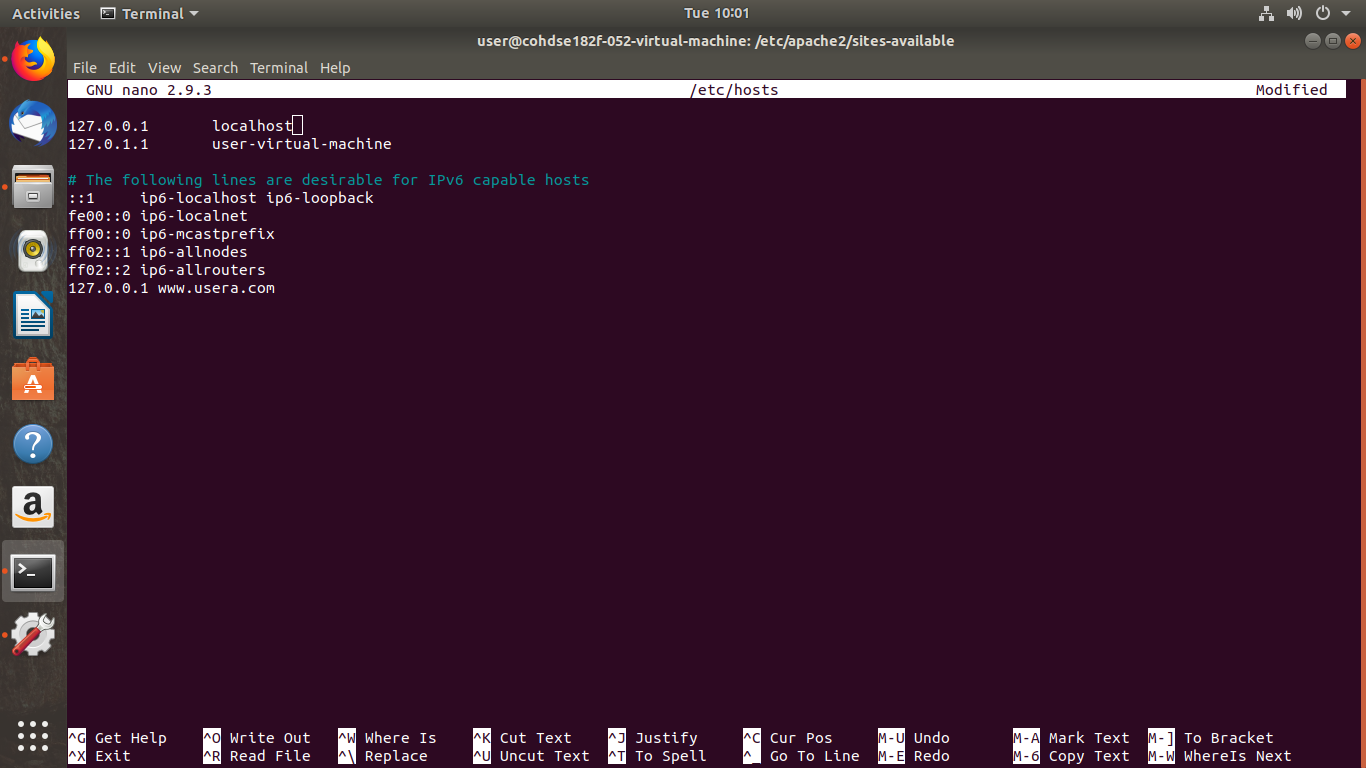 Activities Terminal Tue 10:01
user@cohdse182f-052-virtual-machine: /etc/apache2/sites-available
File Edit View Search Terminal Help
GNU nano 2.9.3 /etc/hosts Modified
127.0.0.1 localhost
127.0.1.1 user-virtual-machine
# The following lines are desirable for IPv6 capable hosts
::1 ip6-localhost ip6-loopback
fe00::0 ip6-localnet
ff00::0 ip6-mcastprefix
ff02::1 ip6-allnodes
ff02::2 ip6-allrouters
127.0.0.1 www.usera.com
^G Get Help ^O Write Out ^W Where Is ^K Cut Text ^J Justify ^C Cur Pos M-U Undo M-A Mark Text M-] To Bracket
^X Exit ^R Read File ^\ Replace ^U Uncut Text ^T To Spell ^_ Go To Line M-E Redo M-6 Copy Text M-W WhereIs Next